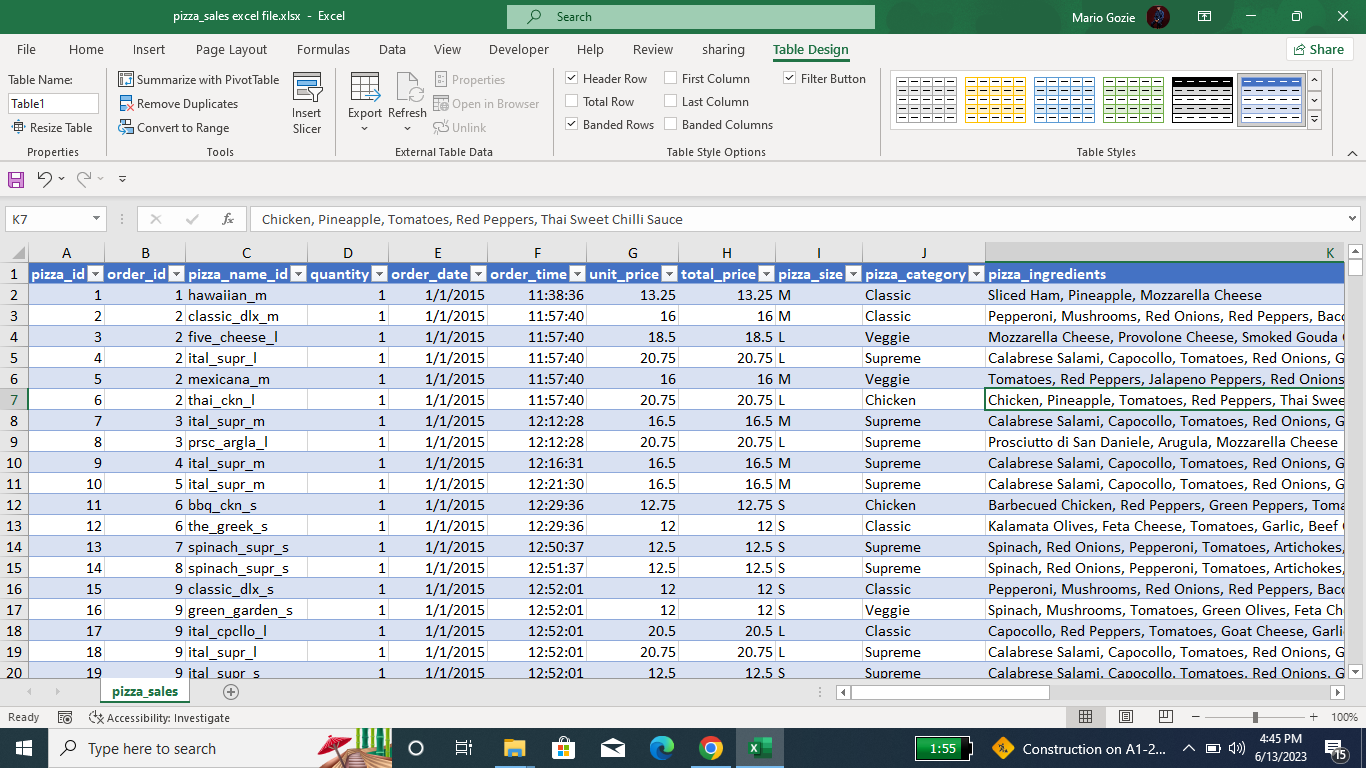 pizza_sales excel file.xlsx - Excel
Search
Mario Gozie
File Home Insert Page Layout Formulas Data View Developer Help Review sharing Table Design
Share
Table Name:
Table1
Resize Table
Properties
Summarize with PivotTable
Remove Duplicates
Convert to Range
Tools
Insert
Slicer
Export Refresh
Properties
Open in Browser
Unlink
External Table Data
Header Row First Column Filter Button
Total Row Last Column
Banded Rows Banded Columns
Table Style Options
Table Styles
K7 fx Chicken, Pineapple, Tomatoes, Red Peppers, Thai Sweet Chilli Sauce
A B C D E F G H I J K
1 pizza_id order_id pizza_name_id quantity order_date order_time unit_price total_price pizza_size pizza_category pizza_ingredients
2 1 1 hawaiian_m 1 1/1/2015 11:38:36 13.25 13.25 M Classic Sliced Ham, Pineapple, Mozzarella Cheese
3 2 2 classic_dlx_m 1 1/1/2015 11:57:40 16 16 M Classic Pepperoni, Mushrooms, Red Onions, Red Peppers, Bac
4 3 2 five_cheese_l 1 1/1/2015 11:57:40 18.5 18.5 L Veggie Mozzarella Cheese, Provolone Cheese, Smoked Gouda
5 4 2 ital_supr_l 1 1/1/2015 11:57:40 20.75 20.75 L Supreme Calabrese Salami, Capocollo, Tomatoes, Red Onions, G
6 5 2 mexicana_m 1 1/1/2015 11:57:40 16 16 M Veggie Tomatoes, Red Peppers, Jalapeno Peppers, Red Onions
7 6 2 thai_ckn_l 1 1/1/2015 11:57:40 20.75 20.75 L Chicken Chicken, Pineapple, Tomatoes, Red Peppers, Thai Swee
8 7 3 ital_supr_m 1 1/1/2015 12:12:28 16.5 16.5 M Supreme Calabrese Salami, Capocollo, Tomatoes, Red Onions, G
9 8 3 prsc_argla_l 1 1/1/2015 12:12:28 20.75 20.75 L Supreme Prosciutto di San Daniele, Arugula, Mozzarella Cheese
10 9 4 ital_supr_m 1 1/1/2015 12:16:31 16.5 16.5 M Supreme Calabrese Salami, Capocollo, Tomatoes, Red Onions, G
11 10 5 ital_supr_m 1 1/1/2015 12:21:30 16.5 16.5 M Supreme Calabrese Salami, Capocollo, Tomatoes, Red Onions, G
12 11 6 bbq_ckn_s 1 1/1/2015 12:29:36 12.75 12.75 S Chicken Barbecued Chicken, Red Peppers, Green Peppers, Toma
13 12 6 the_greek_s 1 1/1/2015 12:29:36 12 12 S Classic Kalamata Olives, Feta Cheese, Tomatoes, Garlic, Beef
14 13 7 spinach_supr_s 1 1/1/2015 12:50:37 12.5 12.5 S Supreme Spinach, Red Onions, Pepperoni, Tomatoes, Artichokes,
15 14 8 spinach_supr_s 1 1/1/2015 12:51:37 12.5 12.5 S Supreme Spinach, Red Onions, Pepperoni, Tomatoes, Artichokes,
16 15 9 classic_dlx_s 1 1/1/2015 12:52:01 12 12 S Classic Pepperoni, Mushrooms, Red Onions, Red Peppers, Bac
17 16 9 green_garden_s 1 1/1/2015 12:52:01 12 12 S Veggie Spinach, Mushrooms, Tomatoes, Green Olives, Feta Ch
18 17 9 ital_cpcllo_l 1 1/1/2015 12:52:01 20.5 20.5 L Classic Capocollo, Red Peppers, Tomatoes, Goat Cheese, Garli
19 18 9 ital_supr_l 1 1/1/2015 12:52:01 20.75 20.75 L Supreme Calabrese Salami, Capocollo, Tomatoes, Red Onions, G
20 19 9 ital_supr_s 1 1/1/2015 12:52:01 12.5 12.5 S Supreme Calabrese Salami, Capocollo, Tomatoes, Red Onions, G
pizza_sales
Ready Accessibility: Investigate 100%
Type here to search
1:55
Construction on A1-2...
4:45 PM
6/13/2023
15